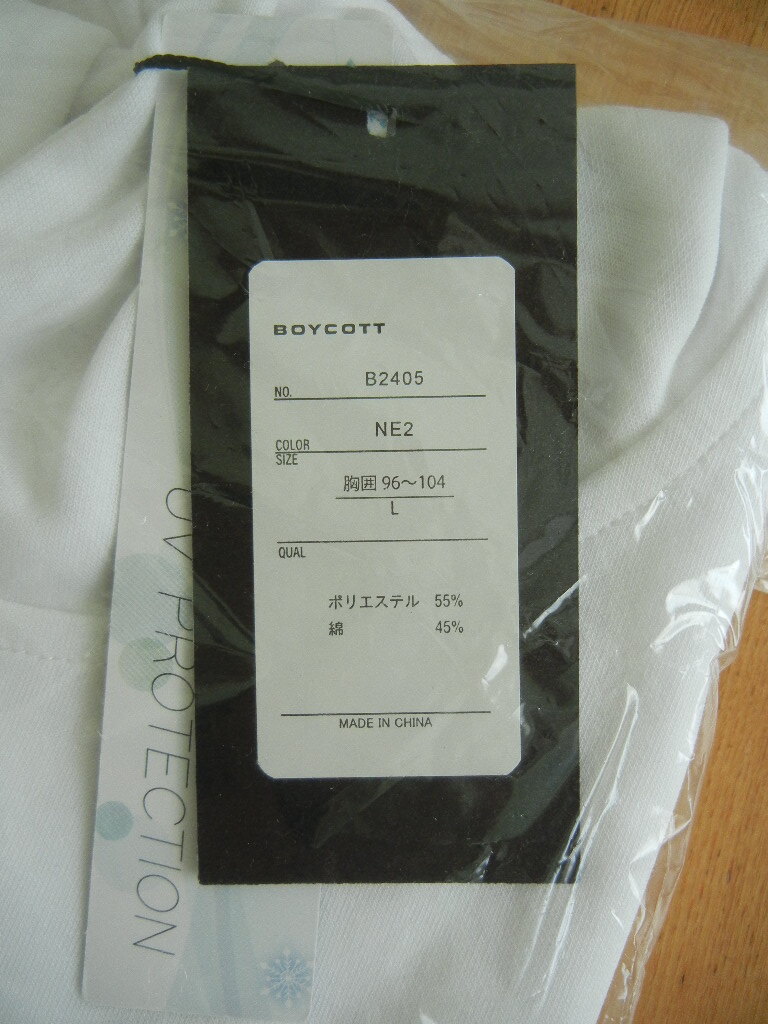 BOYCOTT
NO. B2405
COLOR NE2
SIZE
胸囲 96〜104
L
QUAL
ポリエステル 55%
綿 45%
MADE IN CHINA
UV PROTECTION